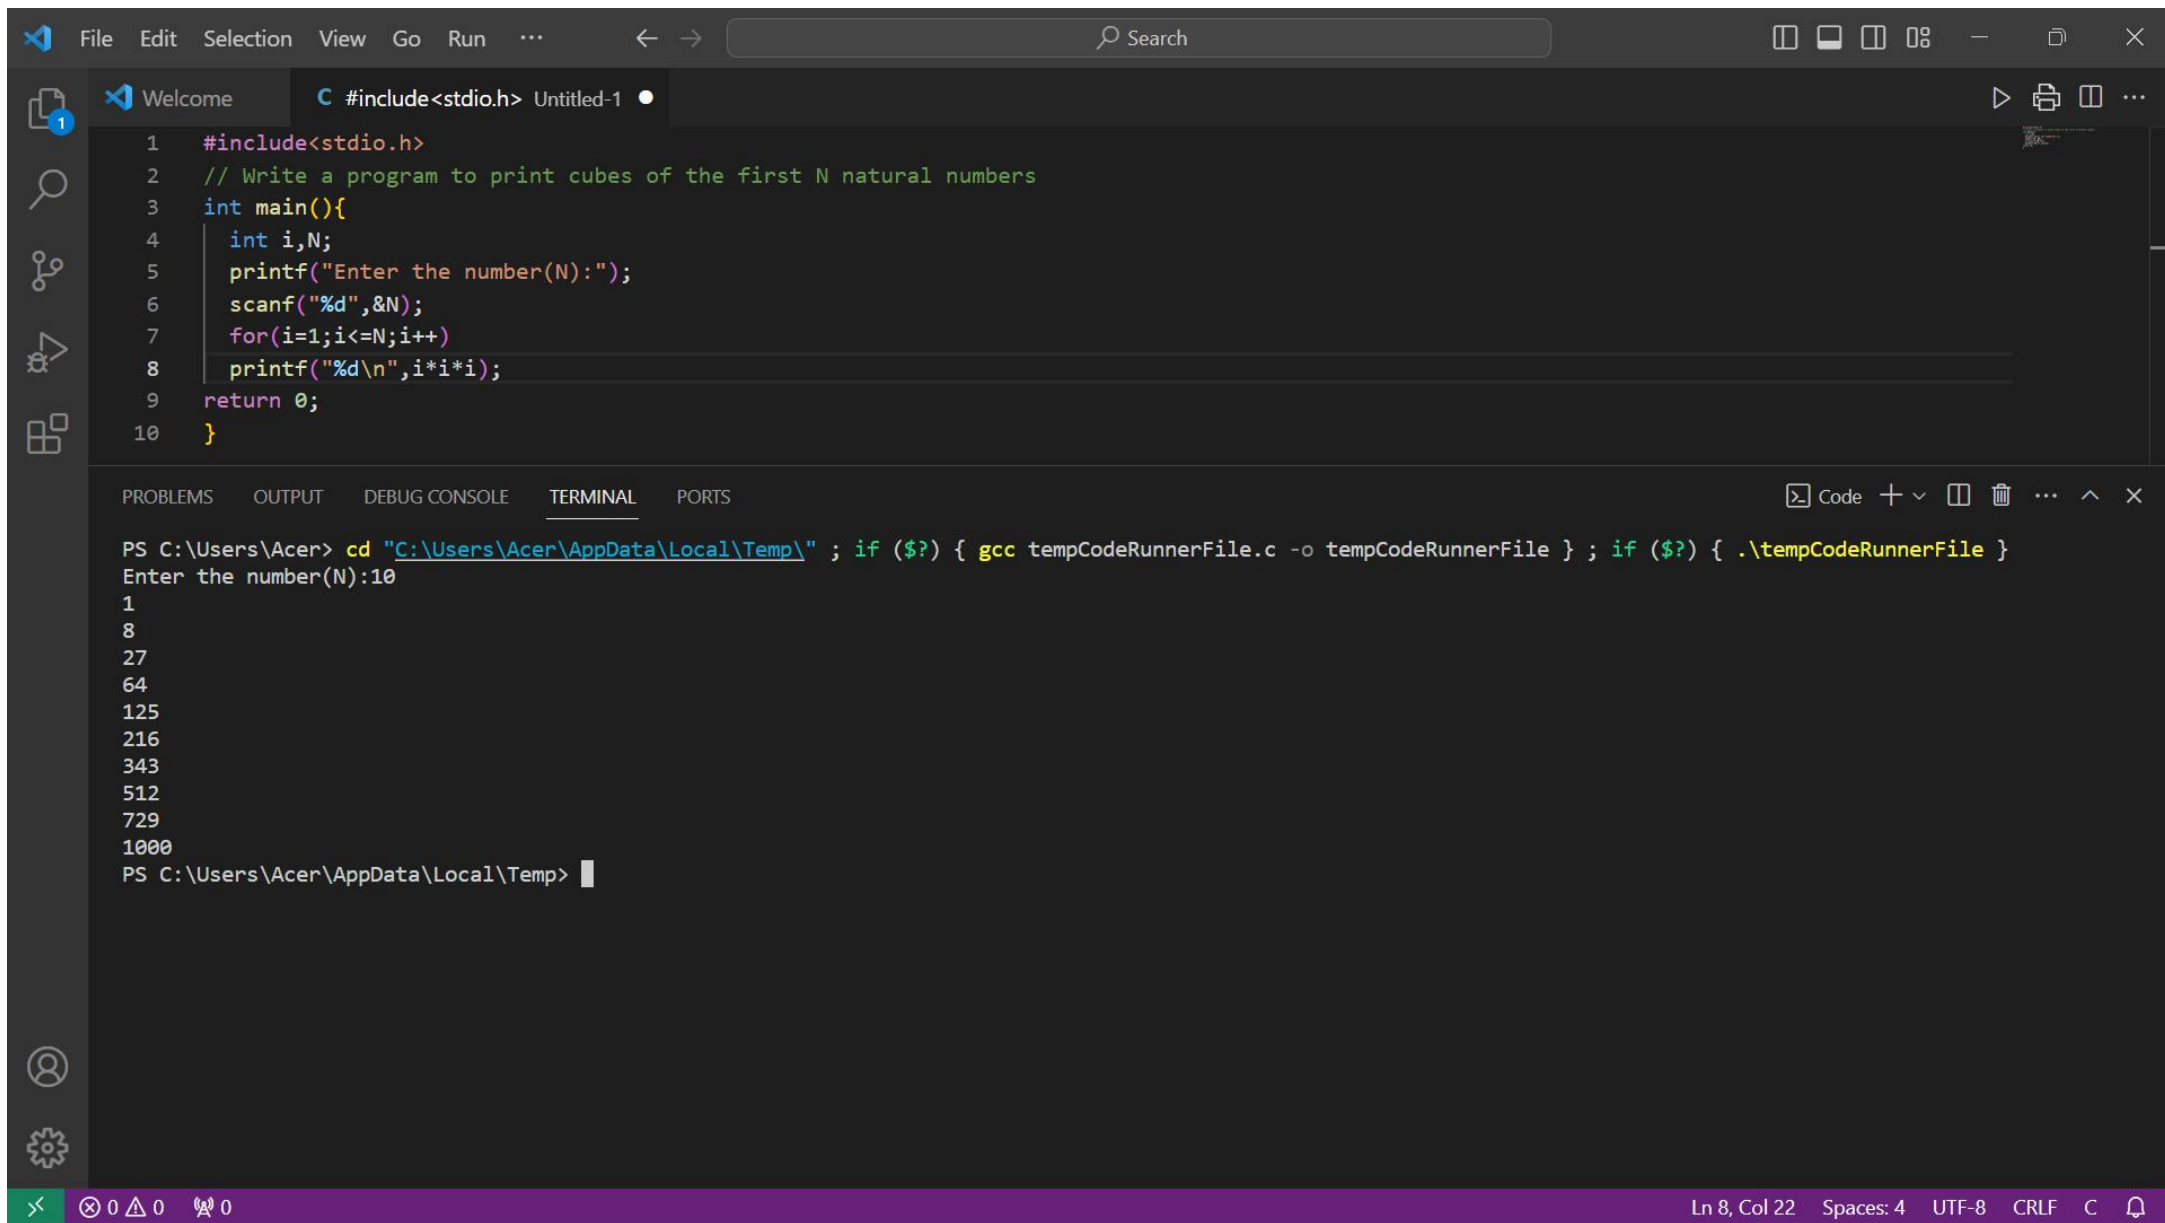 File Edit Selection View Go Run ··· Search
Welcome C #include<stdio.h> Untitled-1
1 #include<stdio.h>
2 // Write a program to print cubes of the first N natural numbers
3 int main(){
4 int i,N;
5 printf("Enter the number(N):");
6 scanf("%d",&N);
7 for(i=1;i<=N;i++)
8 printf("%d\n",i*i*i);
9 return 0;
10 }
PROBLEMS OUTPUT DEBUG CONSOLE TERMINAL PORTS Code
PS C:\Users\Acer> cd "C:\Users\Acer\AppData\Local\Temp\" ; if ($?) { gcc tempCodeRunnerFile.c -o tempCodeRunnerFile } ; if ($?) { .\tempCodeRunnerFile }
Enter the number(N):10
1
8
27
64
125
216
343
512
729
1000
PS C:\Users\Acer\AppData\Local\Temp>
0 0 0 Ln 8, Col 22 Spaces: 4 UTF-8 CRLF C